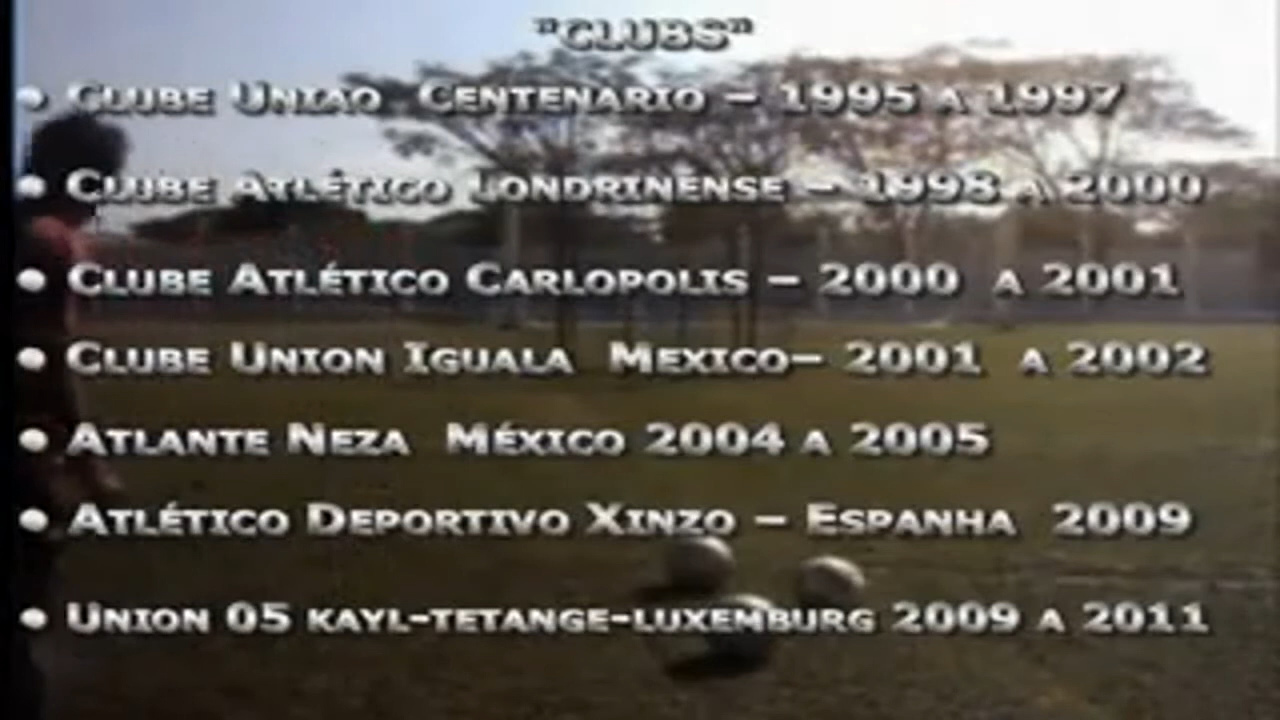 "CLUBS"
• CLUBE UNIAO CENTENARIO – 1995 A 1997
• CLUBE ATLÉTICO LONDRINENSE – 1998 A 2000
• CLUBE ATLÉTICO CARLOPOLIS – 2000 A 2001
• CLUBE UNION IGUALA MEXICO– 2001 A 2002
• ATLANTE NEZA MÉXICO 2004 A 2005
• ATLÉTICO DEPORTIVO XINZO – ESPANHA 2009
• UNION 05 KAYL-TETANGE-LUXEMBURG 2009 A 2011